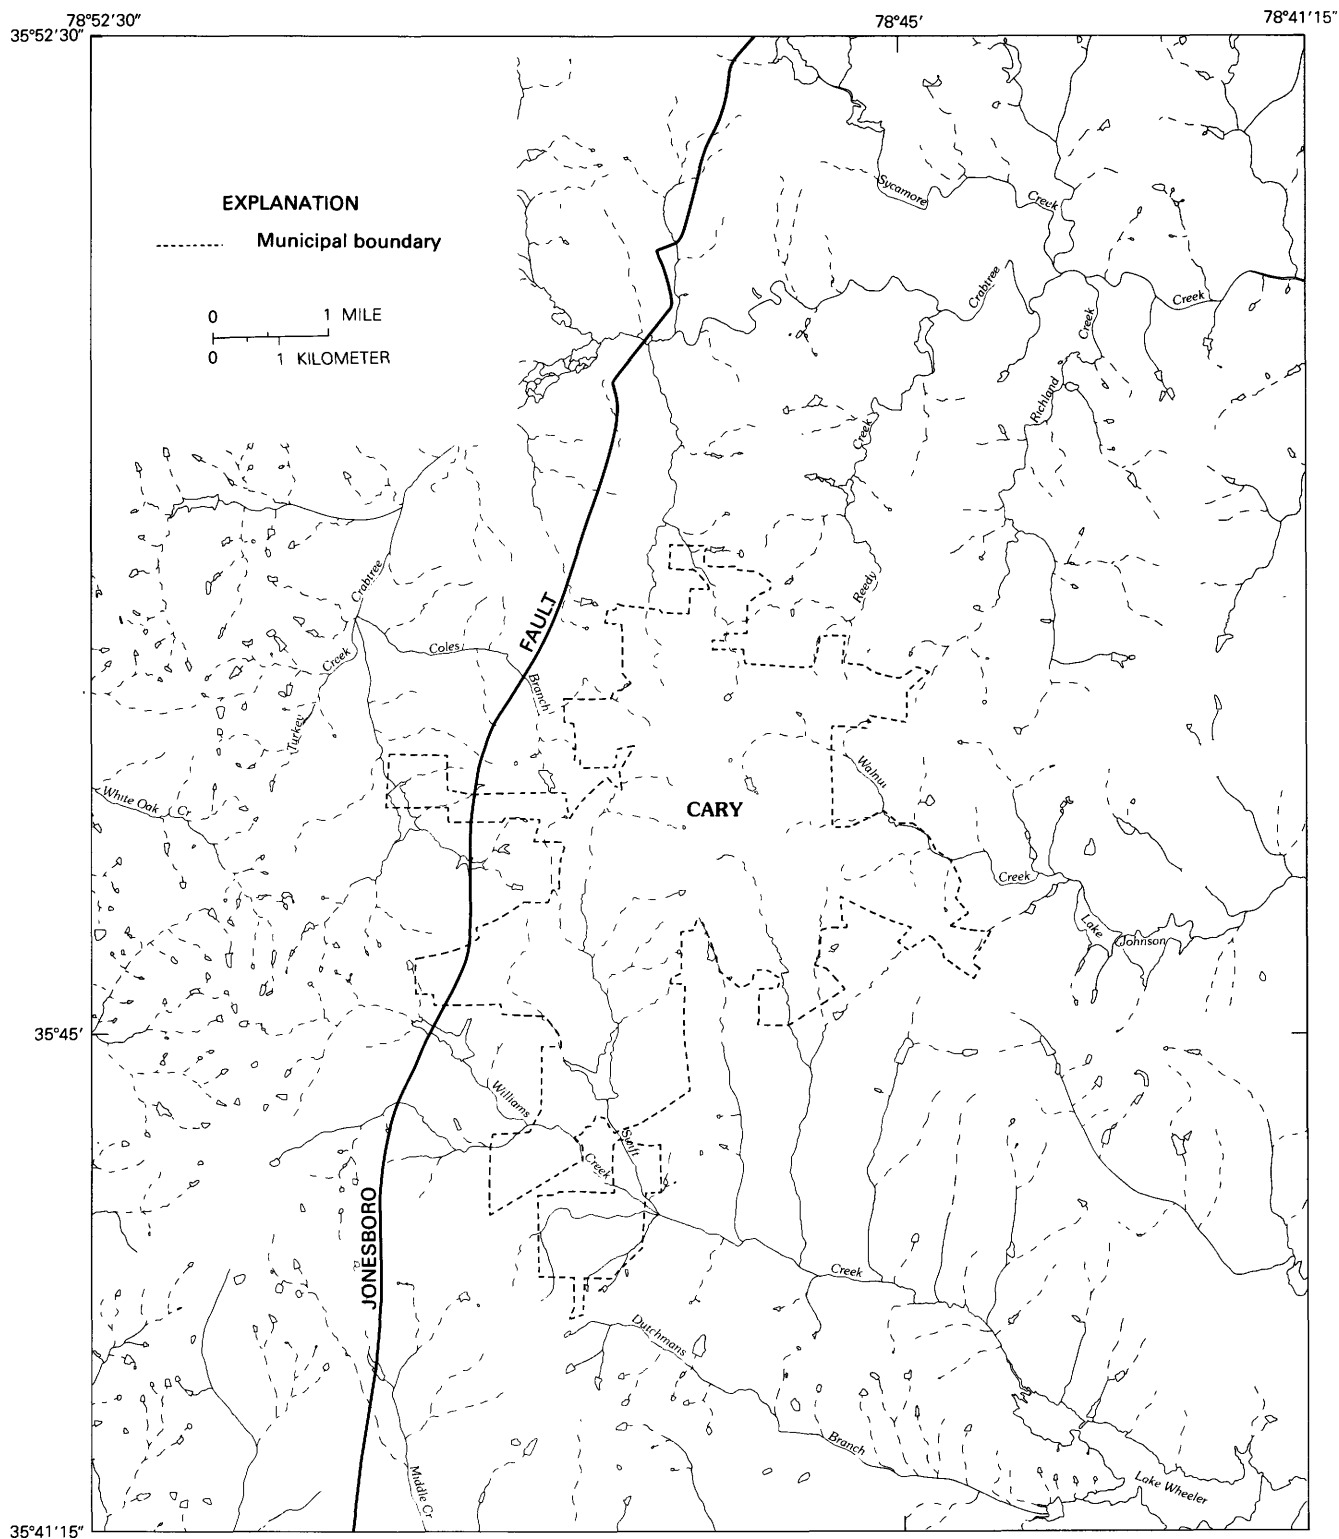 78°52'30"
78°45'
78°41'15"
35°52'30"
EXPLANATION
Municipal boundary
0 1 MILE
0 1 KILOMETER
Sycamore
Creek
Crabtree
Creek
Creek
Richland
Creek
Reedy
Crabtree
Creek
Turkey
Coles
Branch
FAULT
White Oak Cr
CARY
Walnut
Creek
Lake
Johnson
35°45'
Williams
Creek
Swift
JONESBORO
Creek
Dutchmans
Branch
Middle Cr
Lake Wheeler
35°41'15"